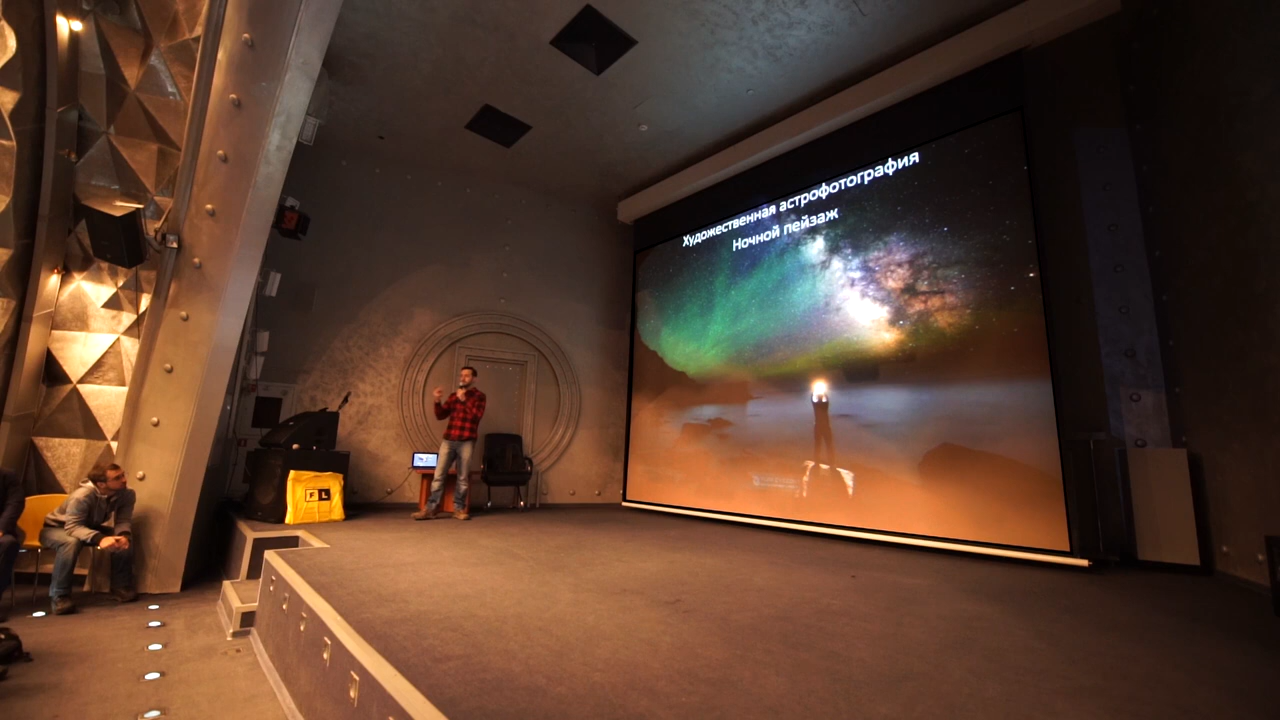 Художественная астрофотография
Ночной пейзаж
FL